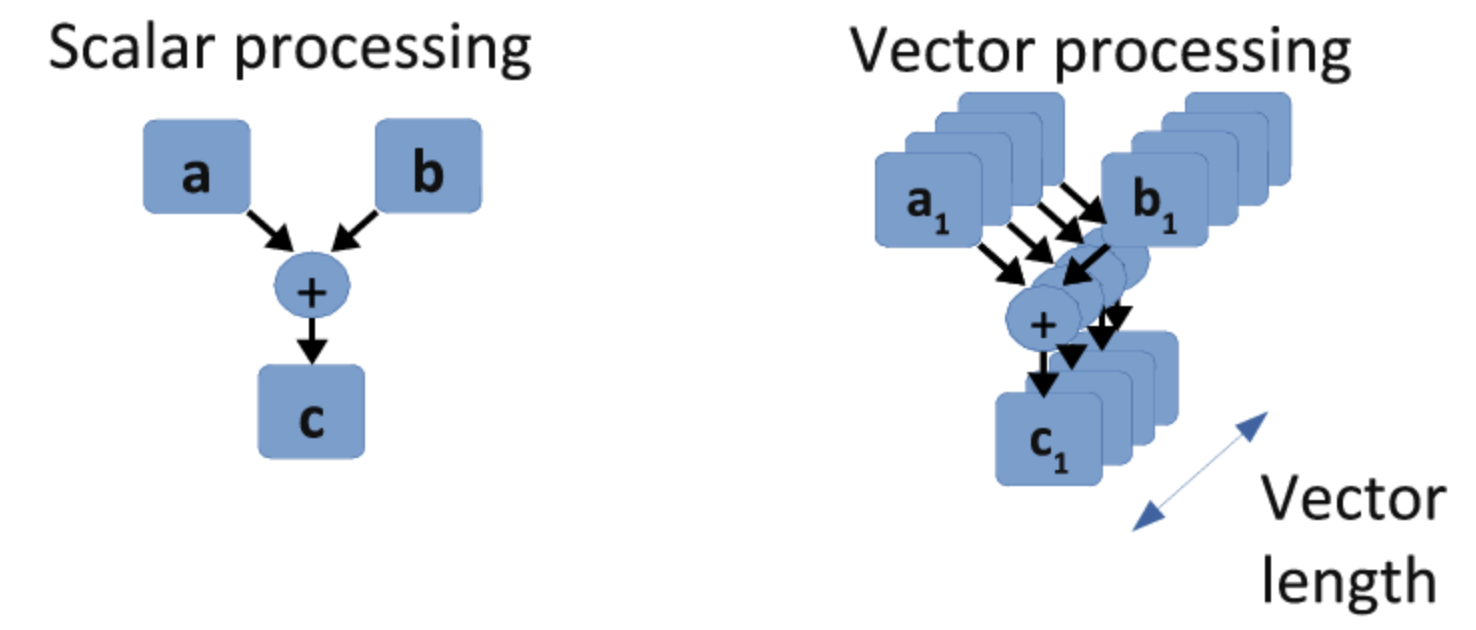 Scalar processing
a
b
+
c
Vector processing
a1
b1
+
c1
Vector
length